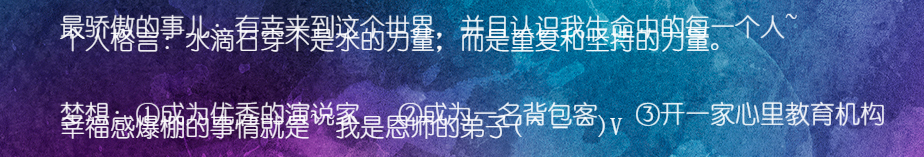 最骄傲的事儿：有幸来到这个世界，并且认识我生命中的每一个人~
个人格言：水滴石穿不是水的力量，而是重复和坚持的力量。
梦想：①成为优秀的演说家 ②成为一名背包客 ③开一家心里教育机构
幸福感爆棚的事情就是 我是恩师的弟子(＾－＾)V